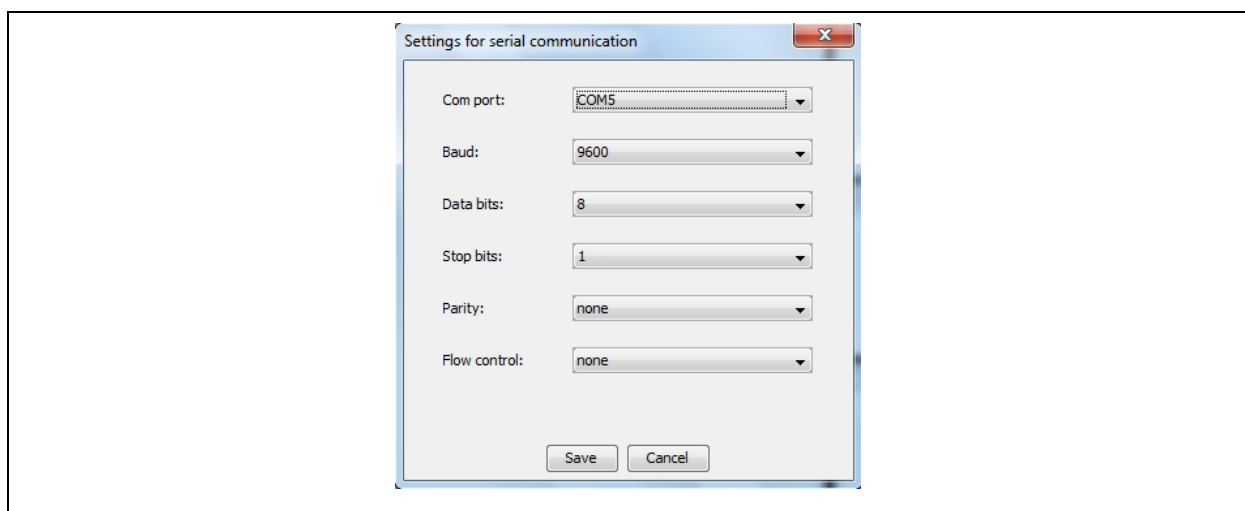 Settings for serial communication
Com port: COM5
Baud: 9600
Data bits: 8
Stop bits: 1
Parity: none
Flow control: none
Save Cancel